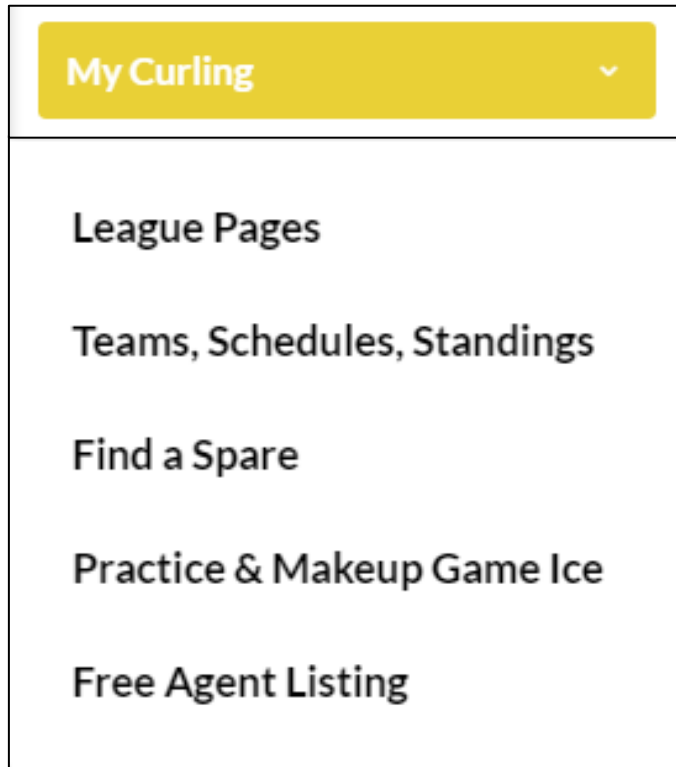 My Curling
League Pages
Teams, Schedules, Standings
Find a Spare
Practice & Makeup Game Ice
Free Agent Listing